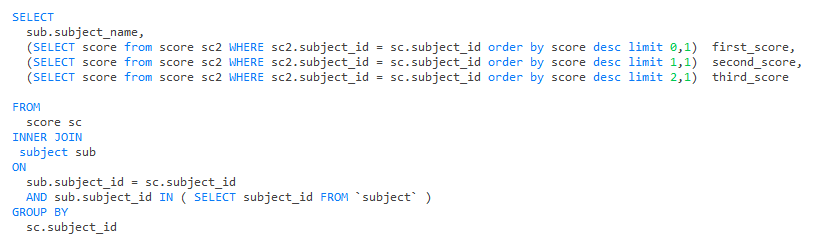 SELECT
sub.subject_name,
(SELECT score from score sc2 WHERE sc2.subject_id = sc.subject_id order by score desc limit 0,1)  first_score,
(SELECT score from score sc2 WHERE sc2.subject_id = sc.subject_id order by score desc limit 1,1)  second_score,
(SELECT score from score sc2 WHERE sc2.subject_id = sc.subject_id order by score desc limit 2,1)  third_score
FROM
score sc
INNER JOIN
subject sub
ON
sub.subject_id = sc.subject_id
AND sub.subject_id IN ( SELECT subject_id FROM `subject` )
GROUP BY
sc.subject_id